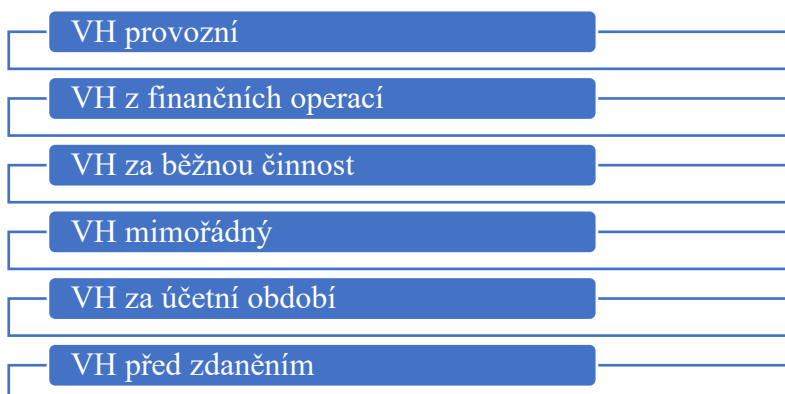 VH provozní
VH z finančních operací
VH za běžnou činnost
VH mimořádný
VH za účetní období
VH před zdaněním